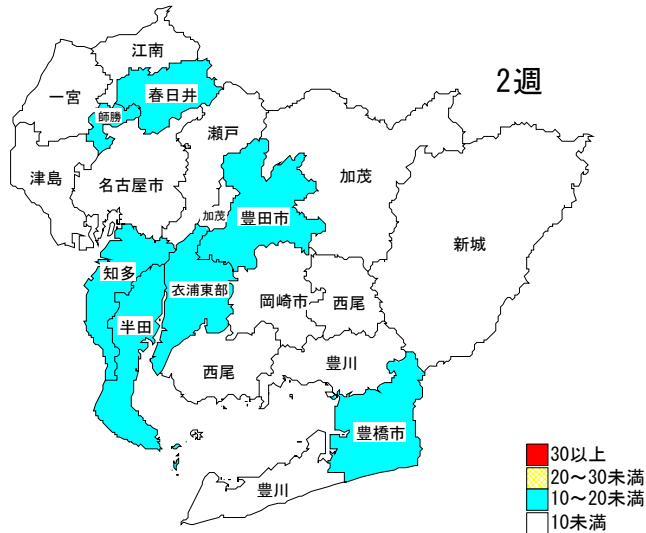 江南
2週
一宮
春日井
師勝
瀬戸
津島
名古屋市
加茂
加茂
豊田市
新城
知多
衣浦東部
岡崎市
西尾
半田
西尾
豊川
豊橋市
豊川
30以上
20～30未満
10～20未満
10未満